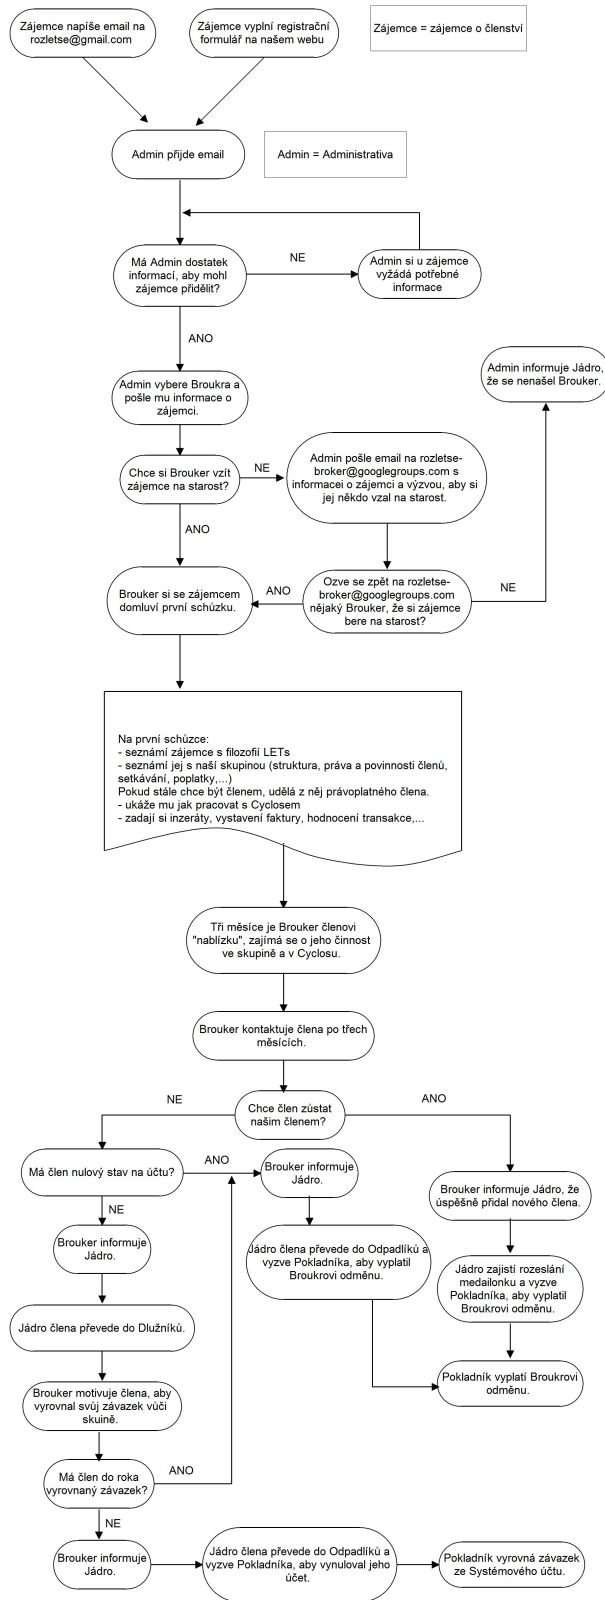 Zájemce napíše email na
rozletse@gmail.com
Zájemce vyplní registrační
formulář na našem webu
Zájemce = zájemce o členství
Admin přijde email
Admin = Administrativa
Má Admin dostatek
informací, aby mohl
zájemce přidělit?
NE
Admin si u zájemce
vyžádá potřebné
informace
ANO
Admin informuje Jádro,
že se nenašel Brouker.
Admin vybere Broukra a
pošle mu informace o
zájemci.
Chce si Brouker vzít
zájemce na starost?
NE
Admin pošle email na rozletse-
broker@googlegroups.com s
informacei o zájemci a výzvou, aby si
jej někdo vzal na starost.
ANO
Brouker si se zájemcem
domluví první schůzku.
ANO
Ozve se zpět na rozletse-
broker@googlegroups.com
nějaký Brouker, že si zájemce
bere na starost?
NE
Na první schůzce:
- seznámí zájemce s filozofií LETs
- seznámí jej s naší skupinou (struktura, práva a povinnosti členů,
setkávání, poplatky,...)
Pokud stále chce být členem, udělá z něj právoplatného člena.
- ukáže mu jak pracovat s Cyclosem
- zadají si inzeráty, vystavení faktury, hodnocení transakce,...
Tři měsíce je Brouker členovi
"nablízku", zajímá se o jeho činnost
ve skupině a v Cyclosu.
Brouker kontaktuje člena po třech
měsících.
Chce člen zůstat
našim členem?
NE
ANO
Má člen nulový stav na účtu?
ANO
Brouker informuje
Jádro.
Brouker informuje Jádro, že
úspěšně přidal nového člena.
NE
Brouker informuje
Jádro.
Jádro člena převede do Odpadlíků a
vyzve Pokladníka, aby vyplatil
Broukrovi odměnu.
Jádro zajistí rozeslání
medailonku a vyzve
Pokladníka, aby vyplatil
Broukrovi odměnu.
Jádro člena převede do Dlužníků.
Pokladník vyplatí Broukrovi
odměnu.
Brouker motivuje člena, aby
vyrovnal svůj závazek vůči
skuině.
Má člen do roka
vyrovnaný závazek?
ANO
NE
Brouker informuje
Jádro.
Jádro člena převede do Odpadlíků a
vyzve Pokladníka, aby vynuloval jeho
účet.
Pokladník vyrovná závazek
ze Systémového účtu.